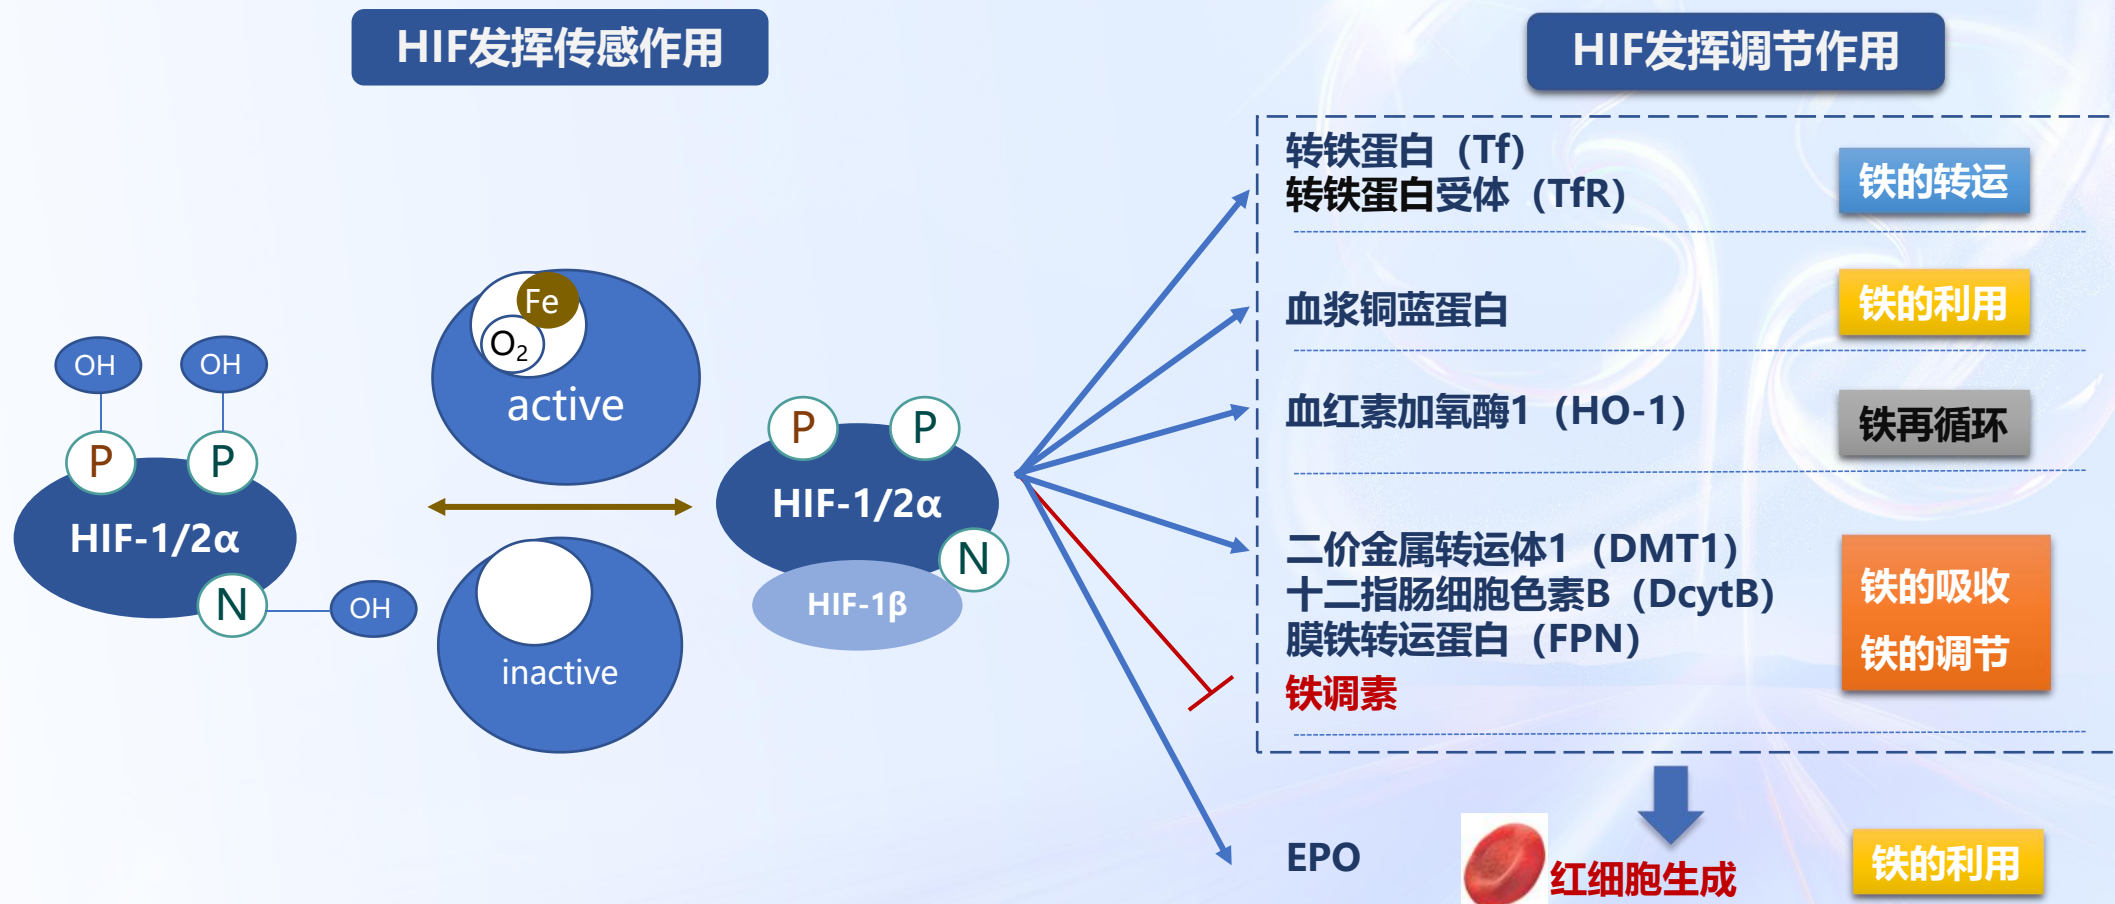 HIF发挥传感作用
HIF发挥调节作用
OH
OH
P
P
HIF-1/2α
N
OH
Fe
O₂
active
inactive
P
P
HIF-1/2α
N
HIF-1β
转铁蛋白（Tf）
转铁蛋白受体（TfR）
铁的转运
血浆铜蓝蛋白
铁的利用
血红素加氧酶1（HO-1）
铁再循环
二价金属转运体1（DMT1）
十二指肠细胞色素B（DcytB）
膜铁转运蛋白（FPN）
铁调素
铁的吸收
铁的调节
EPO
红细胞生成
铁的利用